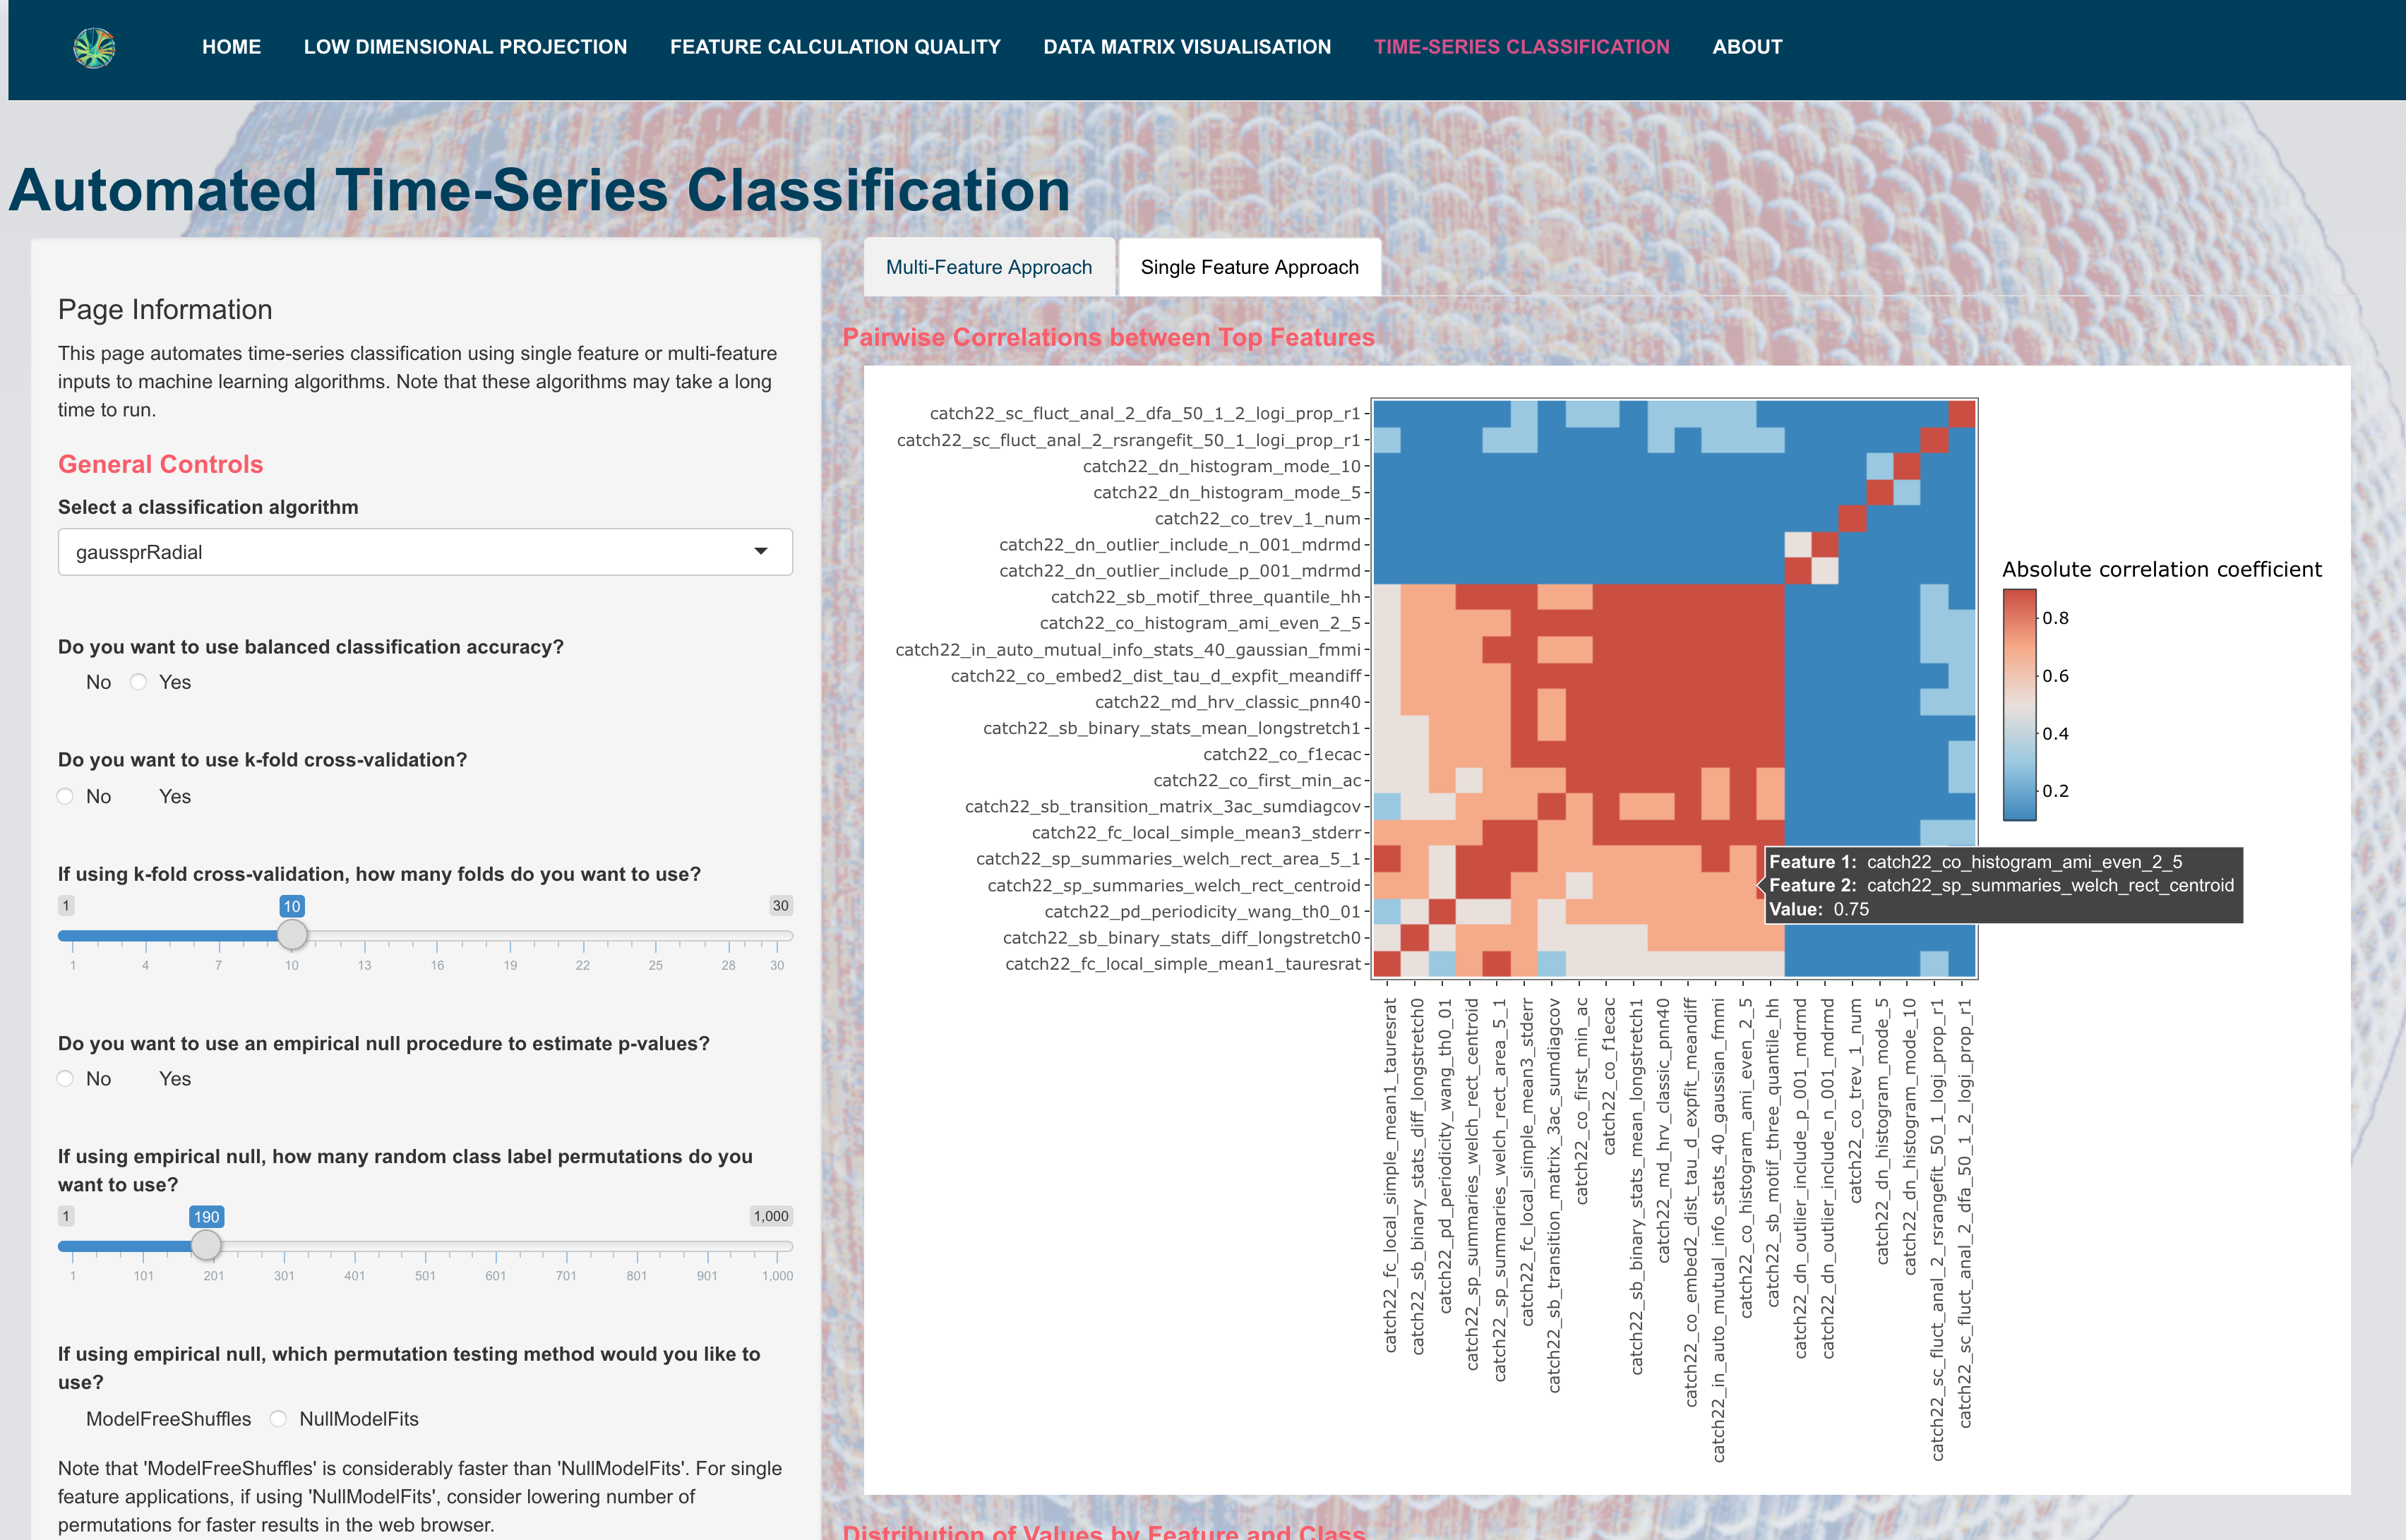 HOME LOW DIMENSIONAL PROJECTION FEATURE CALCULATION QUALITY DATA MATRIX VISUALISATION TIME-SERIES CLASSIFICATION ABOUT
Automated Time-Series Classification
Page Information
This page automates time-series classification using single feature or multi-feature
inputs to machine learning algorithms. Note that these algorithms may take a long
time to run.
General Controls
Select a classification algorithm
gaussprRadial
Do you want to use balanced classification accuracy?
No Yes
Do you want to use k-fold cross-validation?
No Yes
If using k-fold cross-validation, how many folds do you want to use?
1 10 30
1 4 7 10 13 16 19 22 25 28 30
Do you want to use an empirical null procedure to estimate p-values?
No Yes
If using empirical null, how many random class label permutations do you
want to use?
1 190 1,000
1 101 201 301 401 501 601 701 801 901 1,000
If using empirical null, which permutation testing method would you like to
use?
ModelFreeShuffles NullModelFits
Note that 'ModelFreeShuffles' is considerably faster than 'NullModelFits'. For single
feature applications, if using 'NullModelFits', consider lowering number of
permutations for faster results in the web browser.
Multi-Feature Approach Single Feature Approach
Pairwise Correlations between Top Features
catch22_sc_fluct_anal_2_dfa_50_1_2_logi_prop_r1
catch22_sc_fluct_anal_2_rsrangefit_50_1_logi_prop_r1
catch22_dn_histogram_mode_10
catch22_dn_histogram_mode_5
catch22_co_trev_1_num
catch22_dn_outlier_include_n_001_mdrmd
catch22_dn_outlier_include_p_001_mdrmd
catch22_sb_motif_three_quantile_hh
catch22_co_histogram_ami_even_2_5
catch22_in_auto_mutual_info_stats_40_gaussian_fmmi
catch22_co_embed2_dist_tau_d_expfit_meandiff
catch22_md_hrv_classic_pnn40
catch22_sb_binary_stats_mean_longstretch1
catch22_co_f1ecac
catch22_co_first_min_ac
catch22_sb_transition_matrix_3ac_sumdiagcov
catch22_fc_local_simple_mean3_stderr
catch22_sp_summaries_welch_rect_area_5_1
catch22_sp_summaries_welch_rect_centroid
catch22_pd_periodicity_wang_th0_01
catch22_sb_binary_stats_diff_longstretch0
catch22_fc_local_simple_mean1_tauresrat
catch22_fc_local_simple_mean1_tauresrat
catch22_sb_binary_stats_diff_longstretch0
catch22_pd_periodicity_wang_th0_01
catch22_sp_summaries_welch_rect_centroid
catch22_sp_summaries_welch_rect_area_5_1
catch22_fc_local_simple_mean3_stderr
catch22_sb_transition_matrix_3ac_sumdiagcov
catch22_co_first_min_ac
catch22_co_f1ecac
catch22_sb_binary_stats_mean_longstretch1
catch22_md_hrv_classic_pnn40
catch22_co_embed2_dist_tau_d_expfit_meandiff
catch22_in_auto_mutual_info_stats_40_gaussian_fmmi
catch22_co_histogram_ami_even_2_5
catch22_sb_motif_three_quantile_hh
catch22_dn_outlier_include_p_001_mdrmd
catch22_dn_outlier_include_n_001_mdrmd
catch22_co_trev_1_num
catch22_dn_histogram_mode_5
catch22_dn_histogram_mode_10
catch22_sc_fluct_anal_2_rsrangefit_50_1_logi_prop_r1
catch22_sc_fluct_anal_2_dfa_50_1_2_logi_prop_r1
Feature 1: catch22_co_histogram_ami_even_2_5
Feature 2: catch22_sp_summaries_welch_rect_centroid
Value: 0.75
Absolute correlation coefficient
0.8
0.6
0.4
0.2
Distribution of Values by Feature and Class